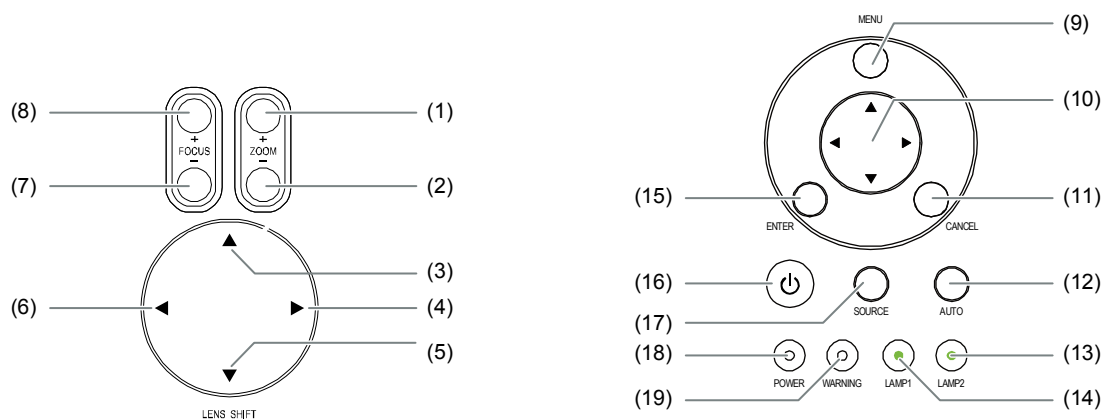 MENU
(9)
(8)
(1)
(10)
+
FOCUS
−
+
ZOOM
−
(7)
(2)
(15)
(11)
ENTER
CANCEL
(3)
(16)
(12)
(6)
(4)
SOURCE
AUTO
(17)
(5)
(18)
(13)
POWER
WARNING
LAMP1
LAMP2
(19)
(14)
LENS SHIFT